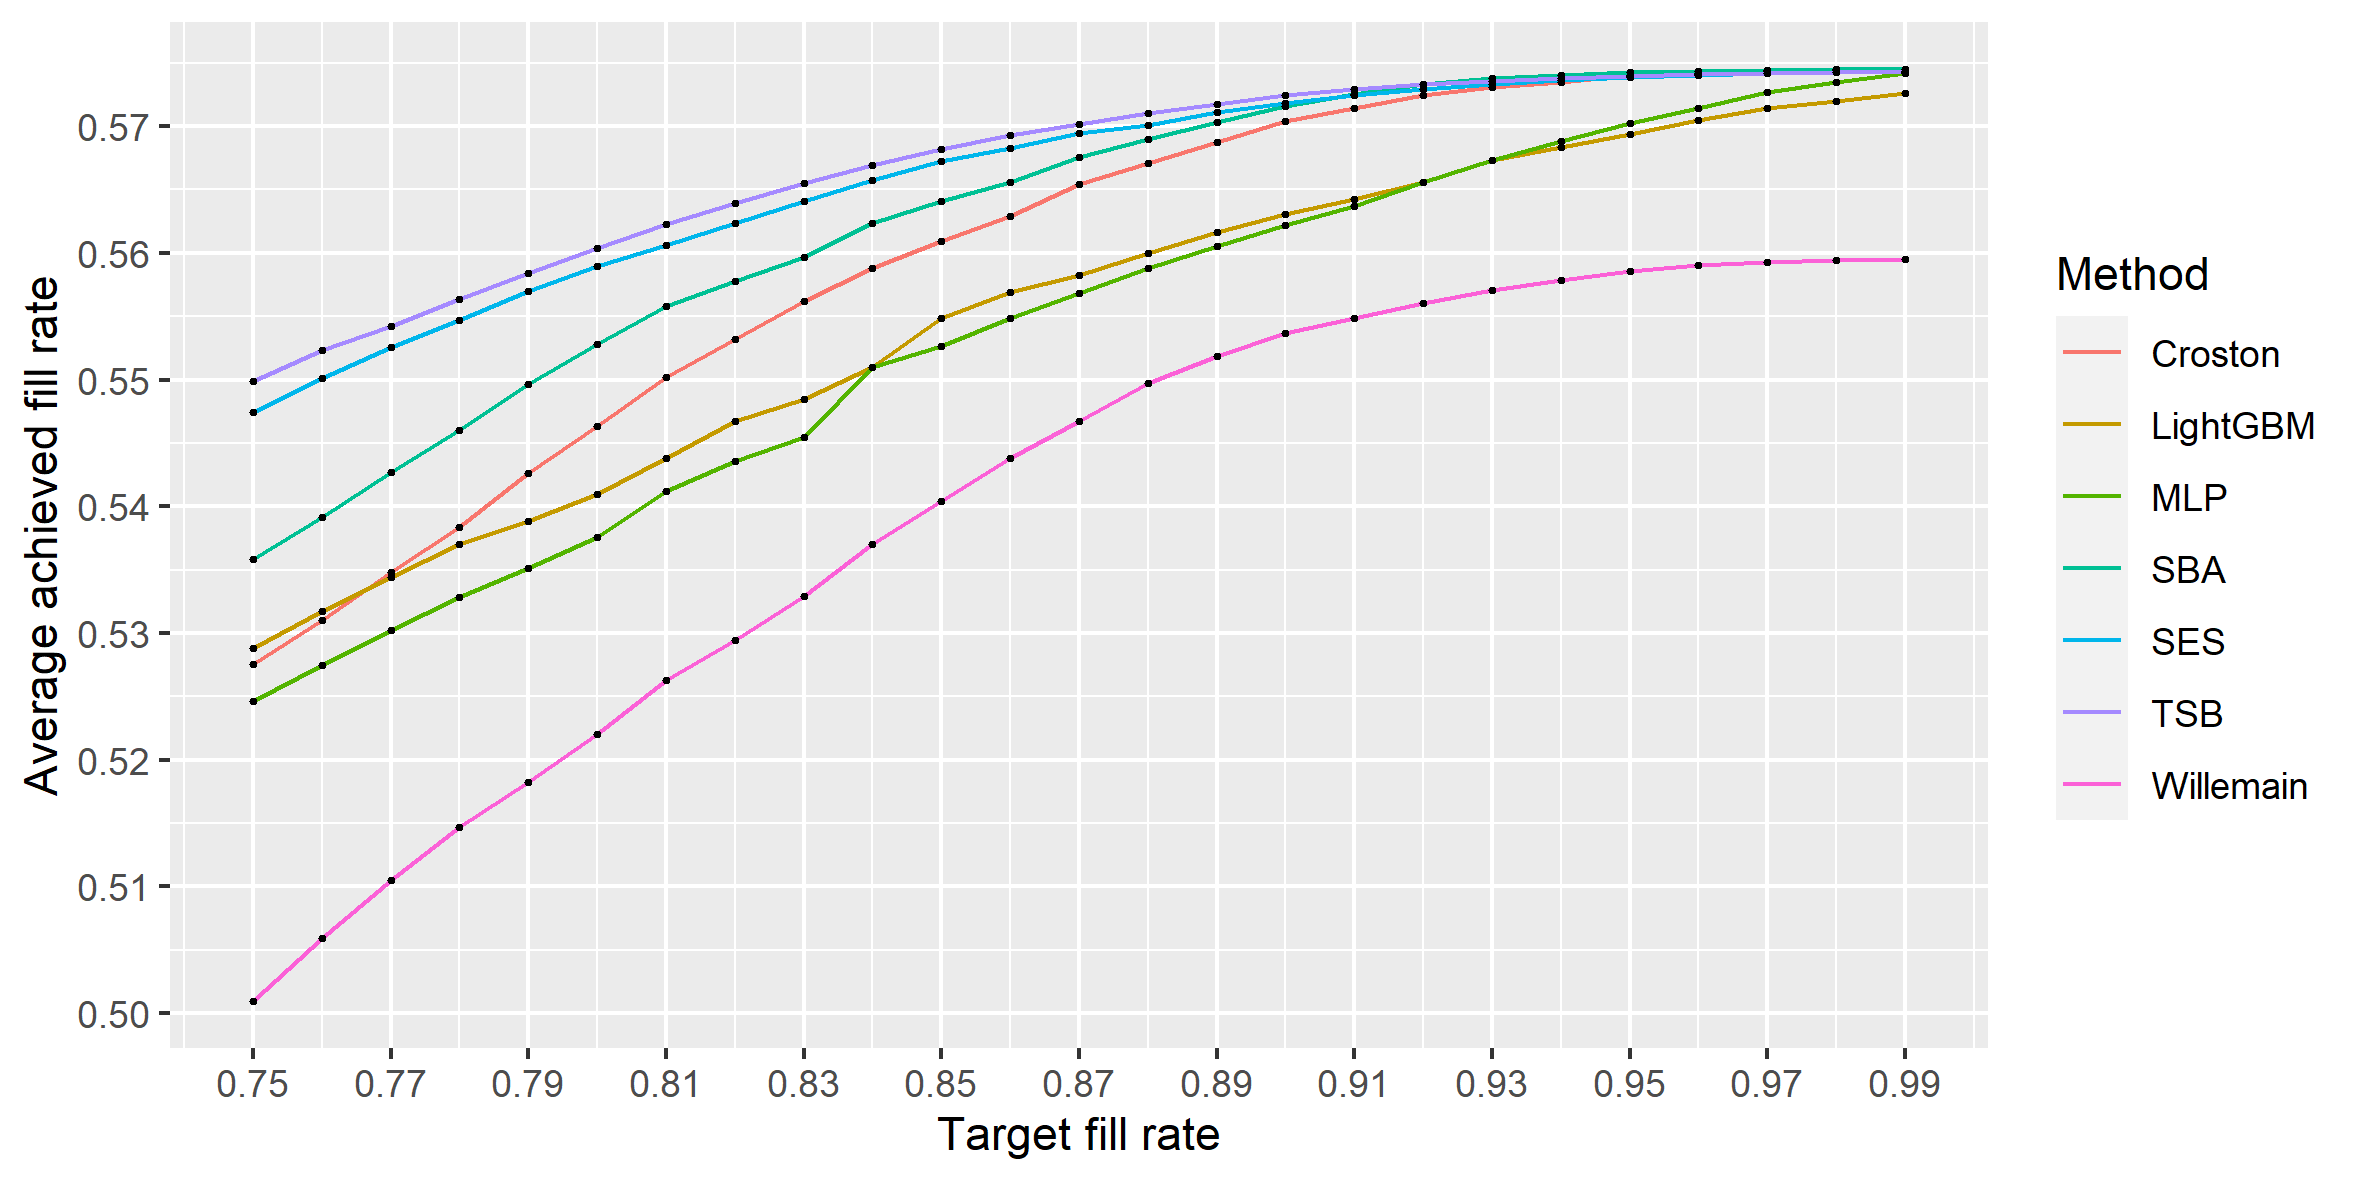 Average achieved fill rate
0.57
0.56
0.55
0.54
0.53
0.52
0.51
0.50
0.75 0.77 0.79 0.81 0.83 0.85 0.87 0.89 0.91 0.93 0.95 0.97 0.99
Target fill rate
Method
Croston
LightGBM
MLP
SBA
SES
TSB
Willemain